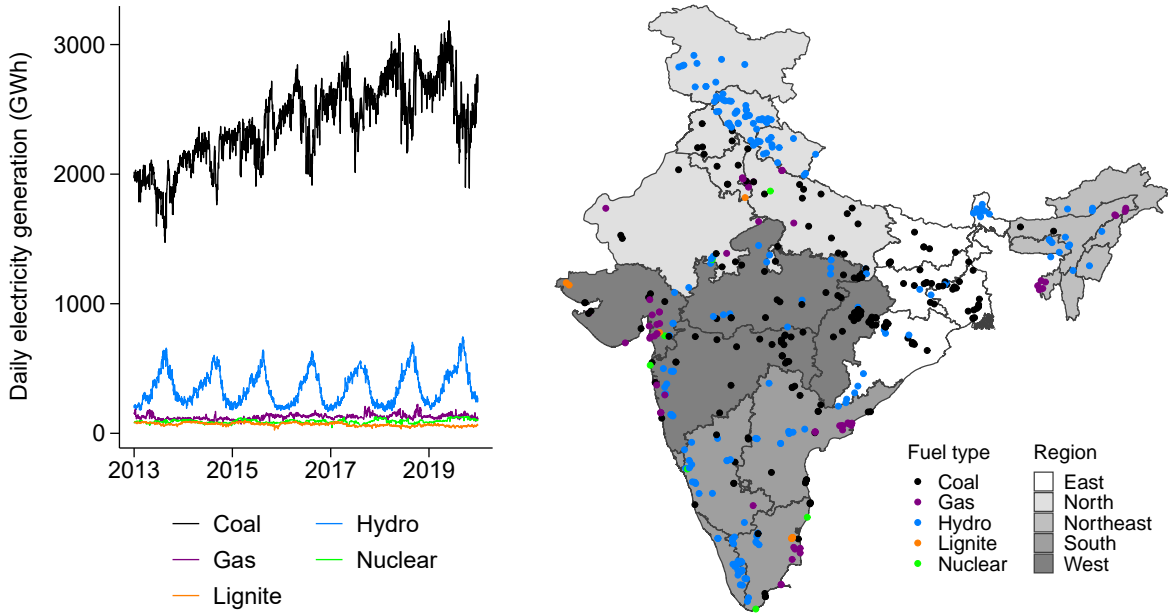 Daily electricity generation (GWh)
3000
2000
1000
0
2013
2015
2017
2019
Coal
Hydro
Gas
Nuclear
Lignite
Fuel type
Coal
Gas
Hydro
Lignite
Nuclear
Region
East
North
Northeast
South
West